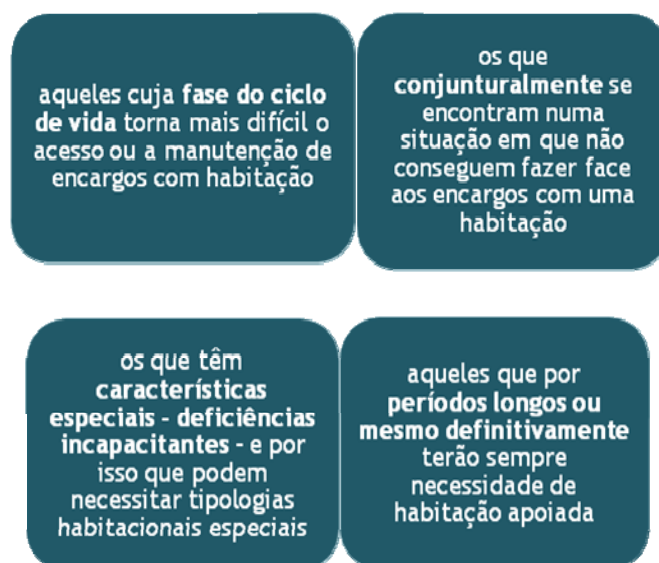 aqueles cuja fase do ciclo
de vida torna mais difícil o
acesso ou a manutenção de
encargos com habitação
os que
conjunturalmente se
encontram numa
situação em que não
conseguem fazer face
aos encargos com uma
habitação
os que têm
características
especiais - deficiências
incapacitantes - e por
isso que podem
necessitar tipologias
habitacionais especiais
aqueles que por
períodos longos ou
mesmo definitivamente
terão sempre
necessidade de
habitação apoiada